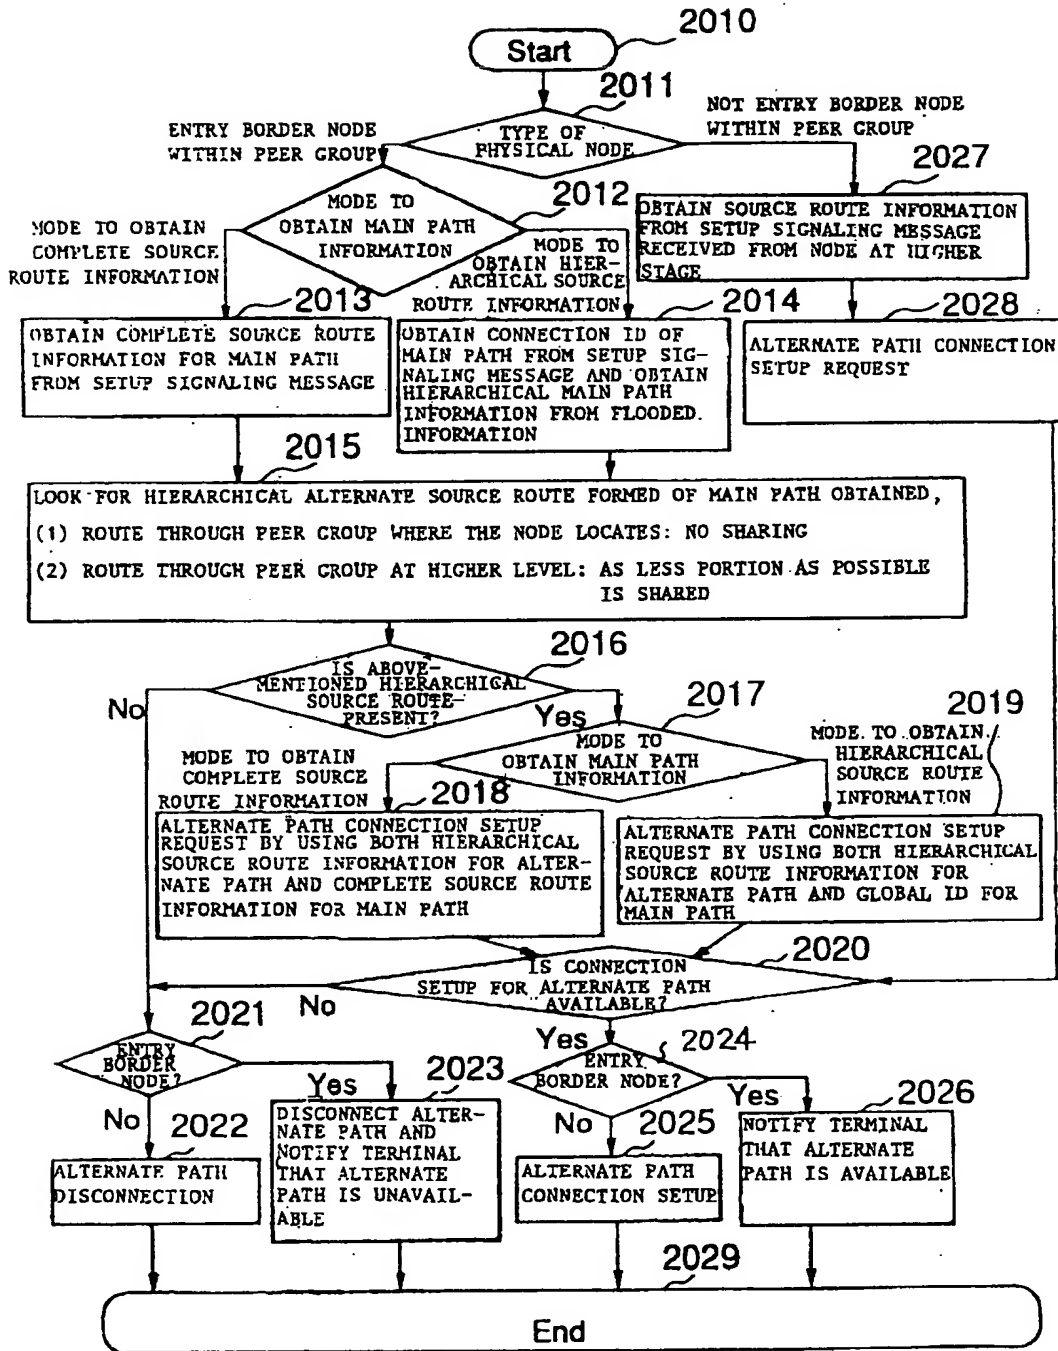 2010
Start
2011
TYPE OF
PHYSICAL NODE
ENTRY BORDER NODE
WITHIN PEER GROUP
NOT ENTRY BORDER NODE
WITHIN PEER GROUP
2012
MODE TO
OBTAIN MAIN PATH
INFORMATION
2027
OBTAIN SOURCE ROUTE INFORMATION
FROM SETUP SIGNALING MESSAGE
RECEIVED FROM NODE AT HIGHER
STAGE
MODE TO OBTAIN
COMPLETE SOURCE
ROUTE INFORMATION
MODE TO
OBTAIN HIER-
ARCHICAL SOURCE
ROUTE INFORMATION
2013
OBTAIN COMPLETE SOURCE ROUTE
INFORMATION FOR MAIN PATH
FROM SETUP SIGNALING MESSAGE
2014
OBTAIN CONNECTION ID OF
MAIN PATH FROM SETUP SIG-
NALING MESSAGE AND OBTAIN
HIERARCHICAL MAIN PATH
INFORMATION FROM FLOODED.
INFORMATION
2028
ALTERNATE PATH CONNECTION
SETUP REQUEST
2015
LOOK FOR HIERARCHICAL ALTERNATE SOURCE ROUTE FORMED OF MAIN PATH OBTAINED,
(1) ROUTE THROUGH PEER GROUP WHERE THE NODE LOCATES: NO SHARING
(2) ROUTE THROUGH PEER GROUP AT HIGHER LEVEL: AS LESS PORTION AS POSSIBLE
IS SHARED
2016
IS ABOVE-
MENTIONED HIERARCHICAL
SOURCE ROUTE-
PRESENT?
No
Yes
2017
MODE TO
OBTAIN MAIN PATH
INFORMATION
2019
MODE TO OBTAIN
COMPLETE SOURCE
ROUTE INFORMATION
MODE. TO OBTAIN.
HIERARCHICAL
SOURCE ROUTE
INFORMATION
2018
ALTERNATE PATH CONNECTION SETUP
REQUEST BY USING BOTH HIERARCHICAL
SOURCE ROUTE INFORMATION FOR ALTER-
NATE PATH AND COMPLETE SOURCE ROUTE
INFORMATION FOR MAIN PATH
ALTERNATE PATH CONNECTION SETUP
REQUEST BY USING BOTH HIERARCHICAL
SOURCE ROUTE INFORMATION FOR
ALTERNATE PATH AND GLOBAL ID FOR
MAIN PATH
2020
IS CONNECTION
SETUP FOR ALTERNATE PATH
AVAILABLE?
No
Yes
2021
ENTRY
BORDER
NODE?
Yes
No
2022
ALTERNATE PATH
DISCONNECTION
2023
DISCONNECT ALTER-
NATE PATH AND
NOTIFY TERMINAL
THAT ALTERNATE
PATH IS UNAVAIL-
ABLE
2024
ENTRY
BORDER NODE?
Yes
No
2025
ALTERNATE PATH
CONNECTION SETUP
2026
NOTIFY TERMINAL
THAT ALTERNATE
PATH IS AVAILABLE
2029
End